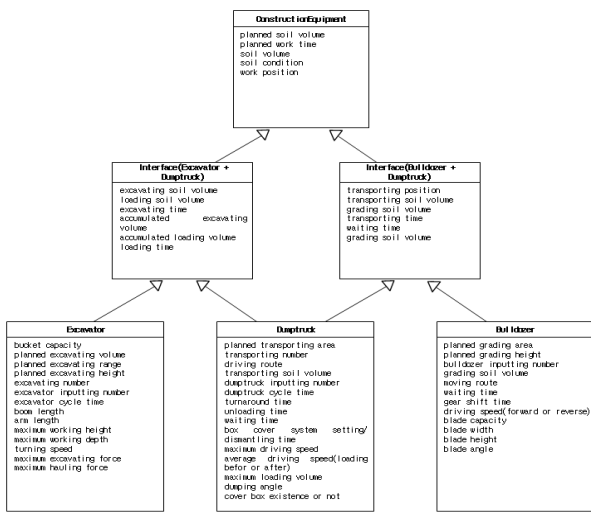 ConstructionEquipment
planned soil volume
planned work time
soil volume
soil condition
work position
Interface(Excavator +
Dumptruck)
excavating soil volume
loading soil volume
excavating time
accumulated excavating
volume
accumulated loading volume
loading time
Interface(Bulldozer +
Dumptruck)
transporting position
transporting soil volume
grading soil volume
transporting time
waiting time
grading soil volume
Excavator
bucket capacity
planned excavating volume
planned excavating range
planned excavating height
excavating number
excavator inputting number
excavator cycle time
boom length
arm length
maximum working height
maximum working depth
turning speed
maximum excavating force
maximum hauling force
Dumptruck
planned transporting area
transporting number
driving route
transporting soil volume
dumptruck inputting number
dumptruck cycle time
turnaround time
unloading time
waiting time
box cover system setting/
dismantling time
maximum driving speed
average driving speed(loading
befor or after)
maximum loading volume
dumping angle
cover box existence or not
Bulldozer
planned grading area
planned grading height
bulldozer inputting number
grading soil volume
moving route
waiting time
gear shift time
driving speed(forward or reverse)
blade capacity
blade width
blade height
blade angle